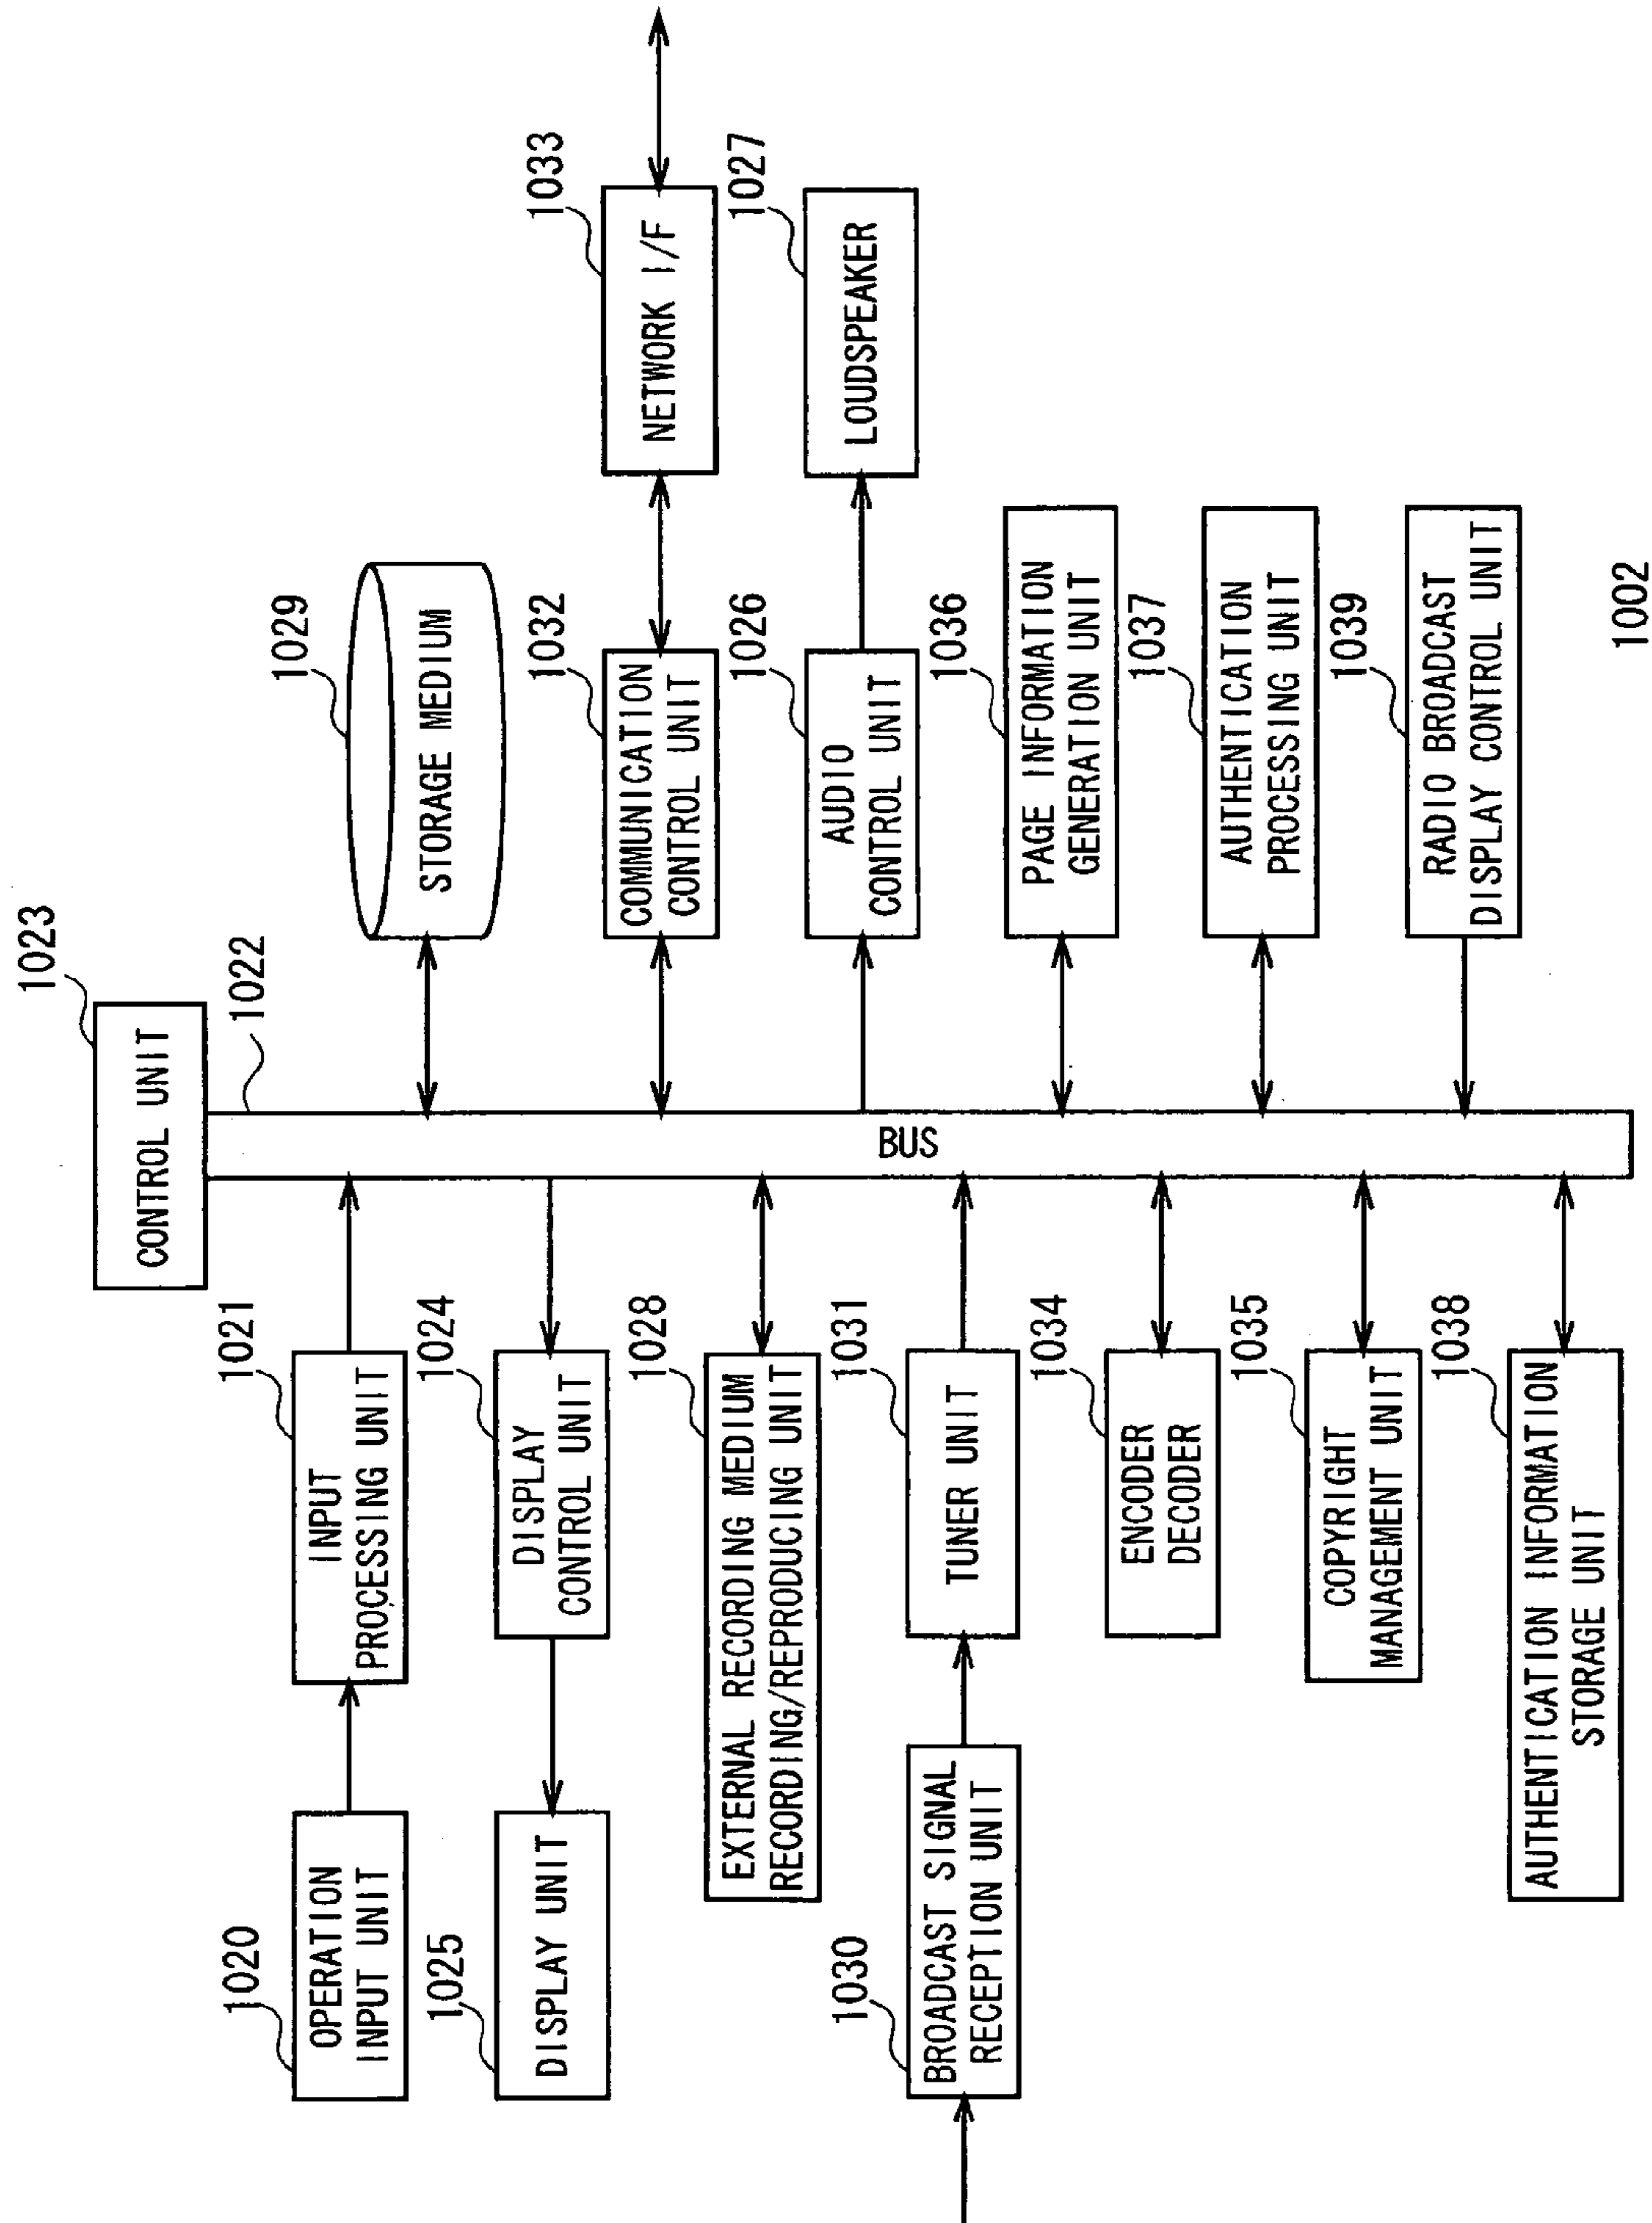 1023
CONTROL UNIT
1022
BUS
1020
OPERATION
INPUT UNIT
1021
INPUT
PROCESSING UNIT
1025
DISPLAY UNIT
1024
DISPLAY
CONTROL UNIT
1028
EXTERNAL RECORDING MEDIUM
RECORDING/REPRODUCING UNIT
1030
BROADCAST SIGNAL
RECEPTION UNIT
1031
TUNER UNIT
1034
ENCODER
DECODER
1035
COPYRIGHT
MANAGEMENT UNIT
1038
AUTHENTICATION INFORMATION
STORAGE UNIT
1029
STORAGE MEDIUM
1032
COMMUNICATION
CONTROL UNIT
1033
NETWORK I/F
1026
AUDIO
CONTROL UNIT
1027
LOUDSPEAKER
1036
PAGE INFORMATION
GENERATION UNIT
1037
AUTHENTICATION
PROCESSING UNIT
1039
RADIO BROADCAST
DISPLAY CONTROL UNIT
1002